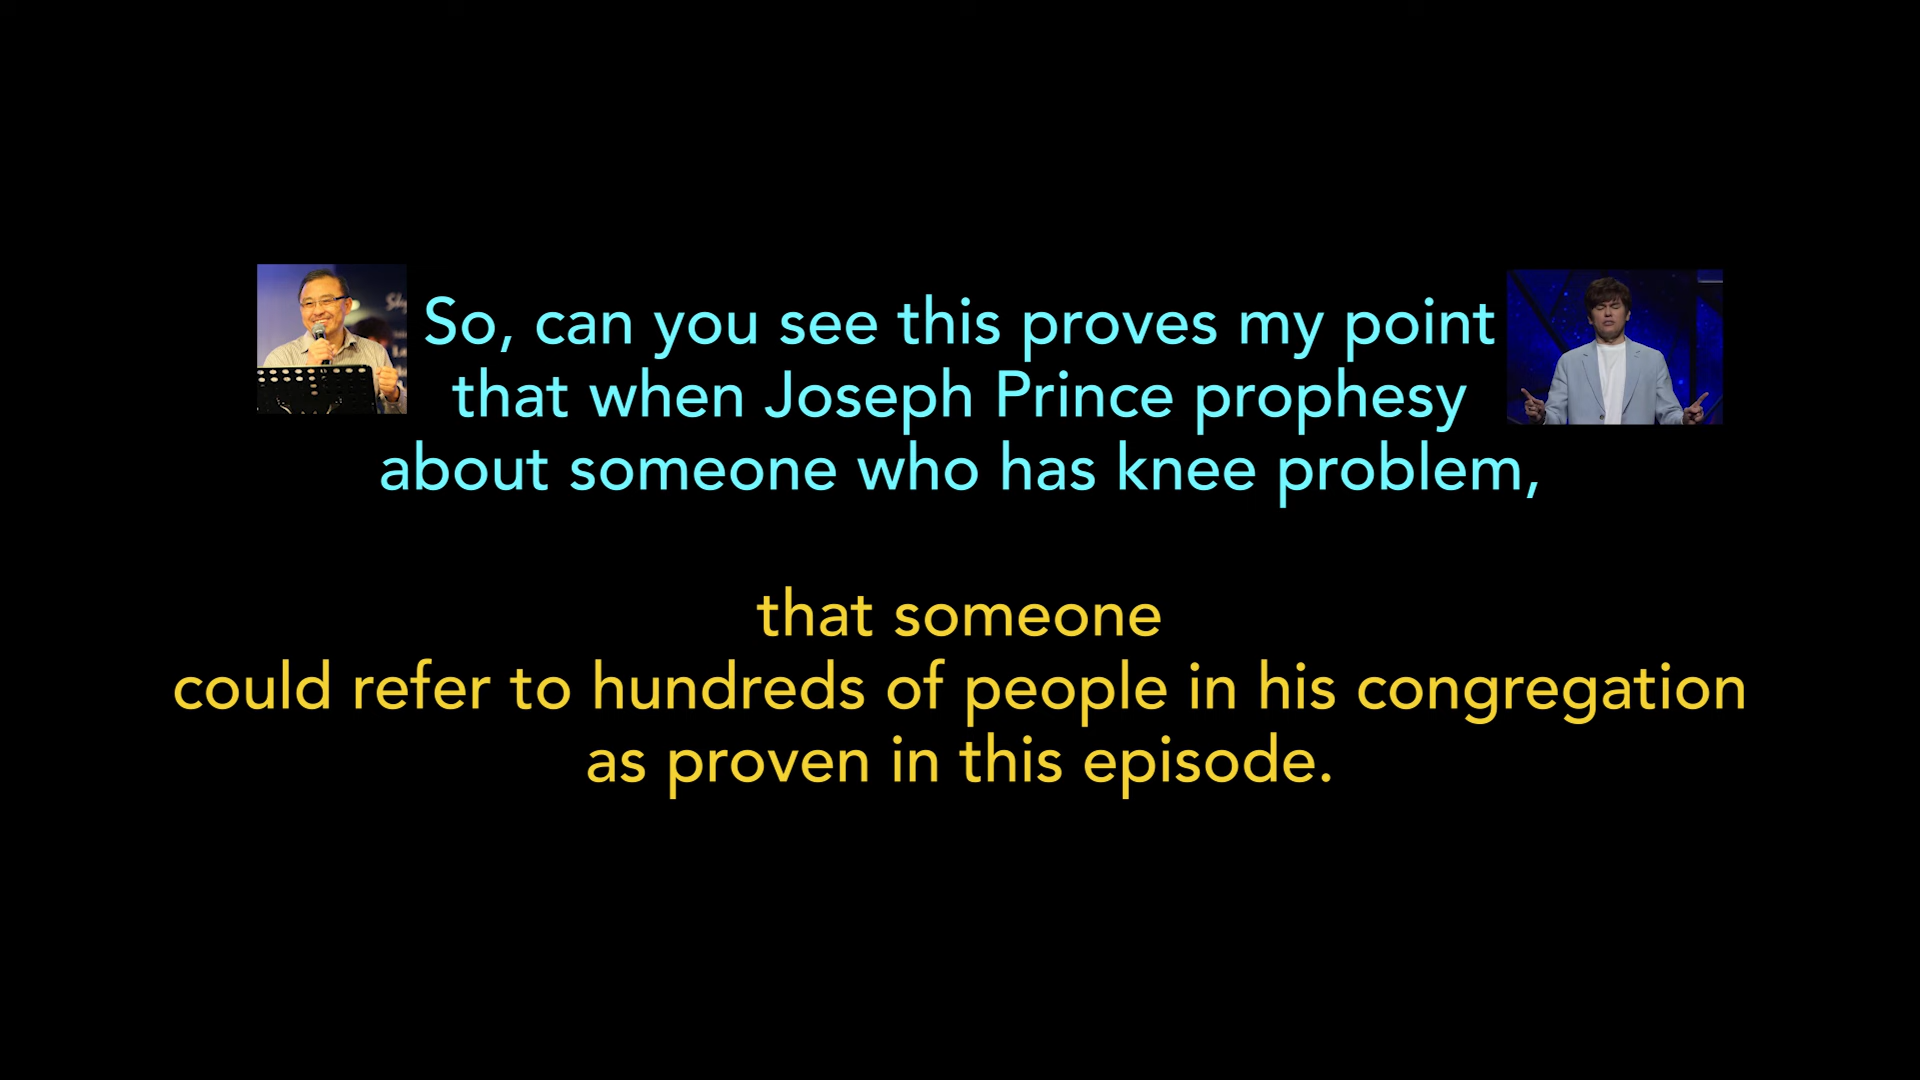 So, can you see this proves my point
that when Joseph Prince prophesy
about someone who has knee problem,
that someone
could refer to hundreds of people in his congregation
as proven in this episode.